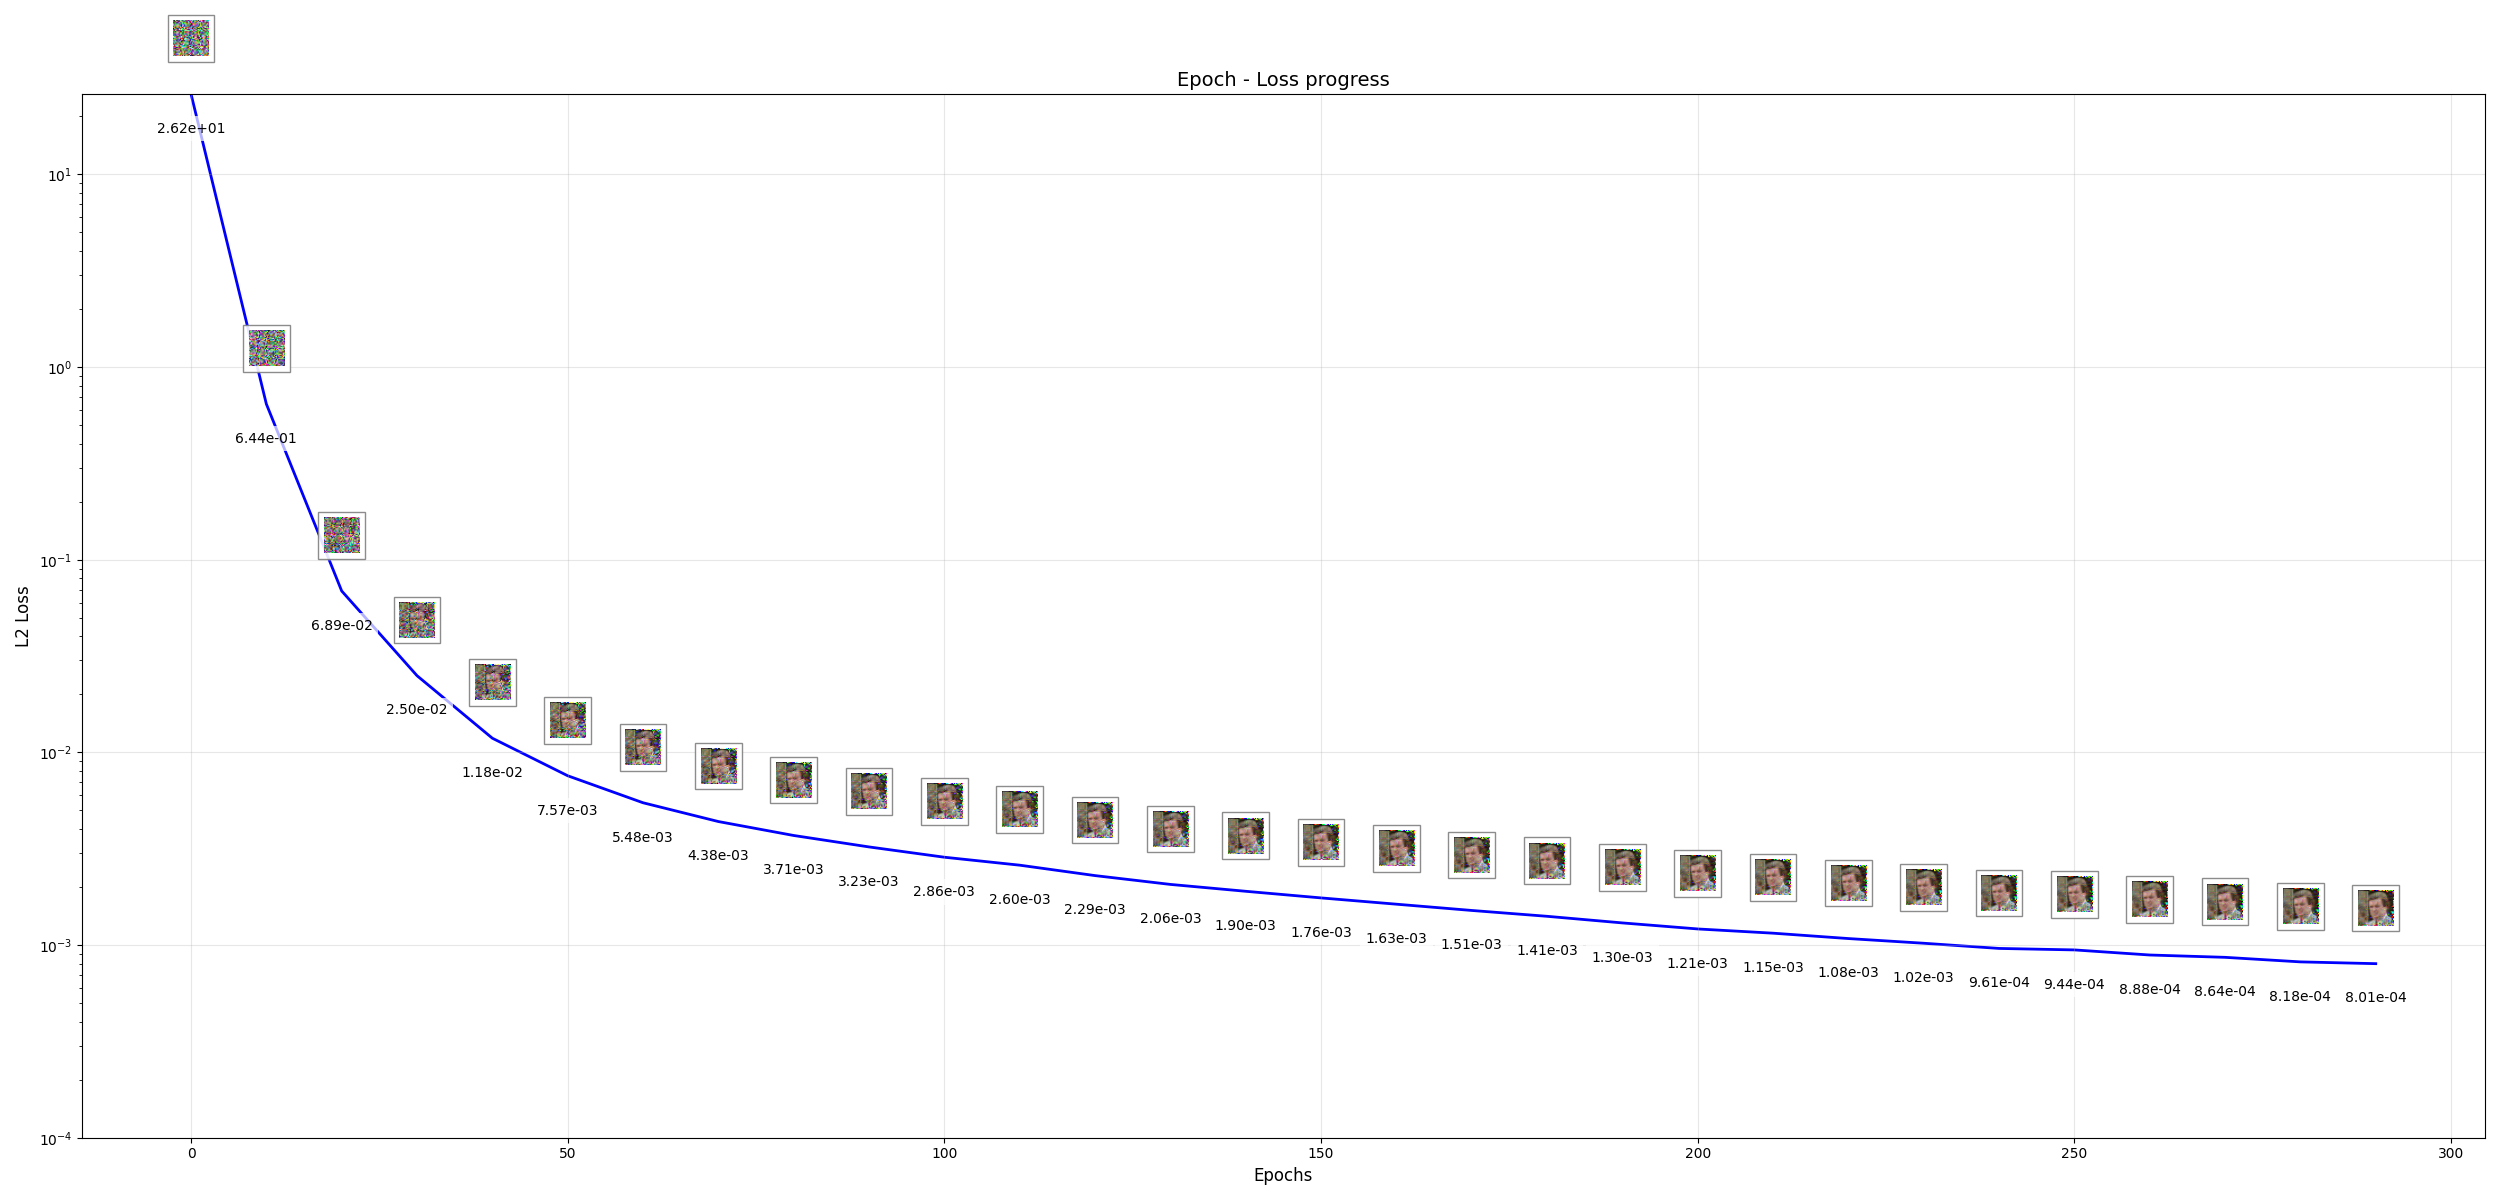 Epoch - Loss progress
L2 Loss
10¹
10⁰
10⁻¹
10⁻²
10⁻³
10⁻⁴
2.62e+01
6.44e-01
6.89e-02
2.50e-02
1.18e-02
7.57e-03
5.48e-03
4.38e-03
3.71e-03
3.23e-03
2.86e-03
2.60e-03
2.29e-03
2.06e-03
1.90e-03
1.76e-03
1.63e-03
1.51e-03
1.41e-03
1.30e-03
1.21e-03
1.15e-03
1.08e-03
1.02e-03
9.61e-04
9.44e-04
8.88e-04
8.64e-04
8.18e-04
8.01e-04
0 50 100 150 200 250 300
Epochs